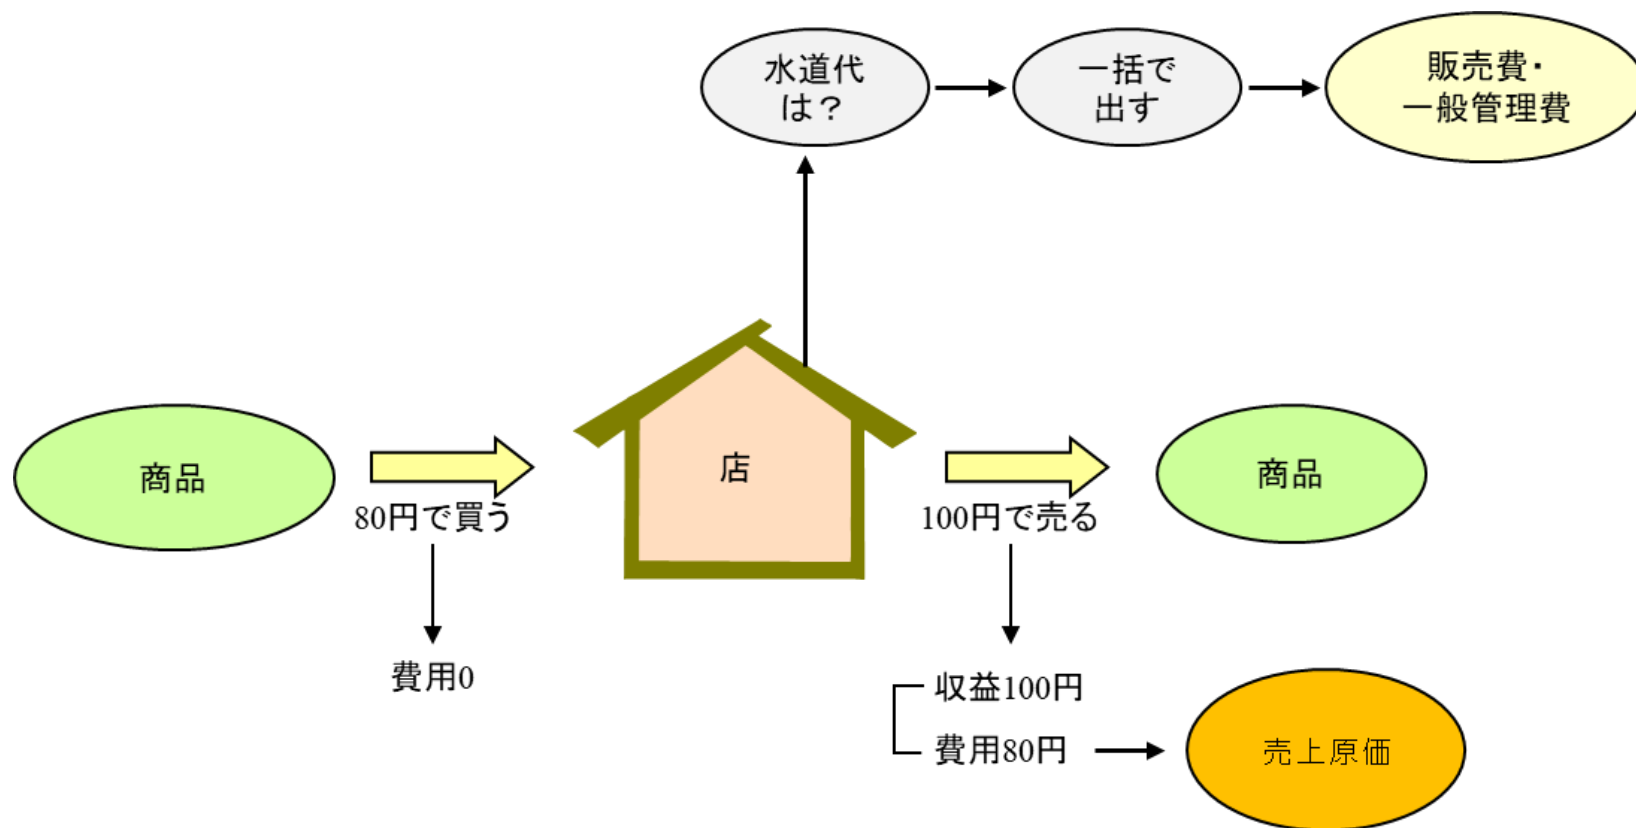 水道代
は？
一括で
出す
販売費・
一般管理費
商品
80円で買う
店
100円で売る
商品
費用0
収益100円
費用80円
売上原価